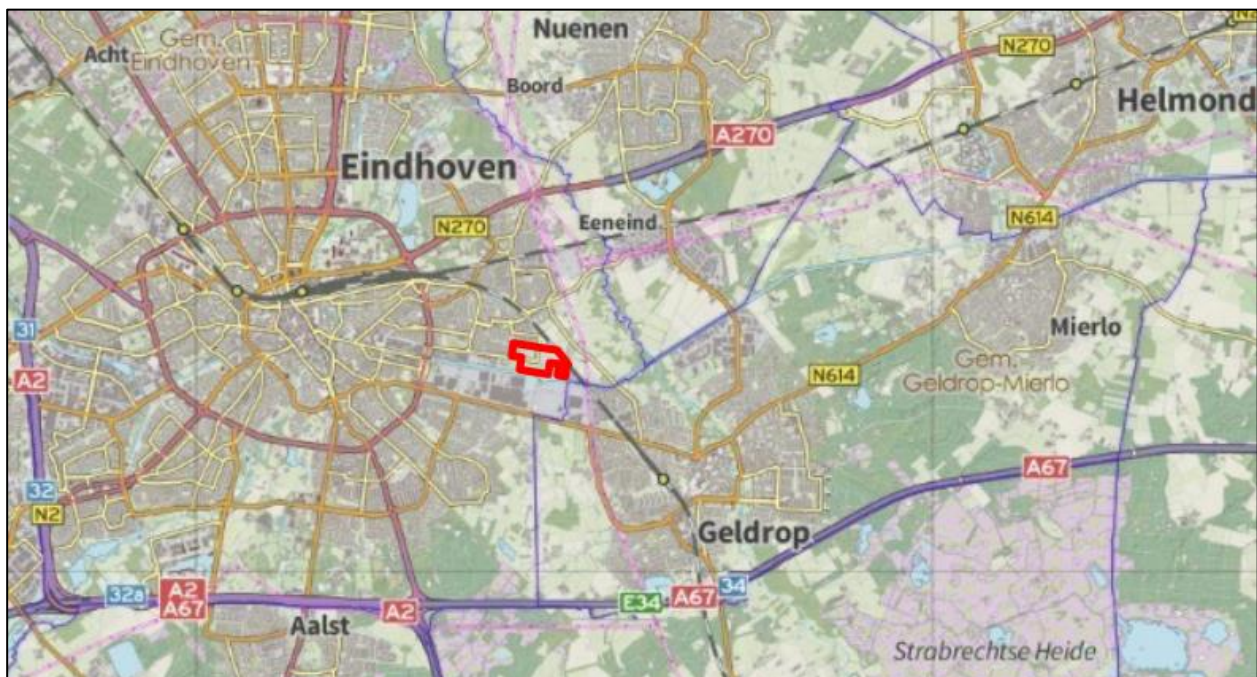 Nuenen
N2
Gem.
Eindhoven
Acht
N270
Boord
Helmond
A270
Eindhoven
N614
N270
Eeneind
31
A2
Mierlo
Gem.
Geldrop-Mierlo
N614
A67
32
N2
Geldrop
32a
A2
A67
A2
E34
A67
34
Aalst
Strabrechtse Heide